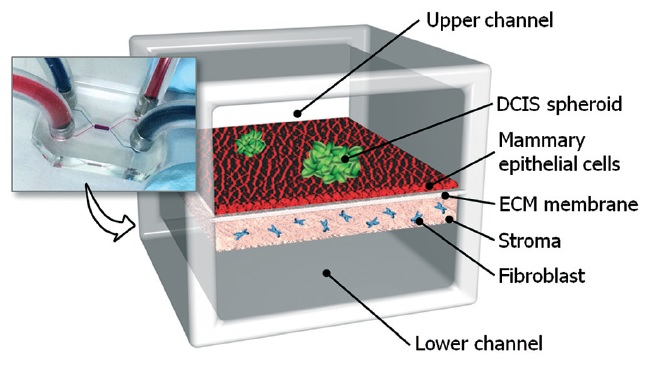 Upper channel
DCIS spheroid
Mammary
epithelial cells
ECM membrane
Stroma
Fibroblast
Lower channel